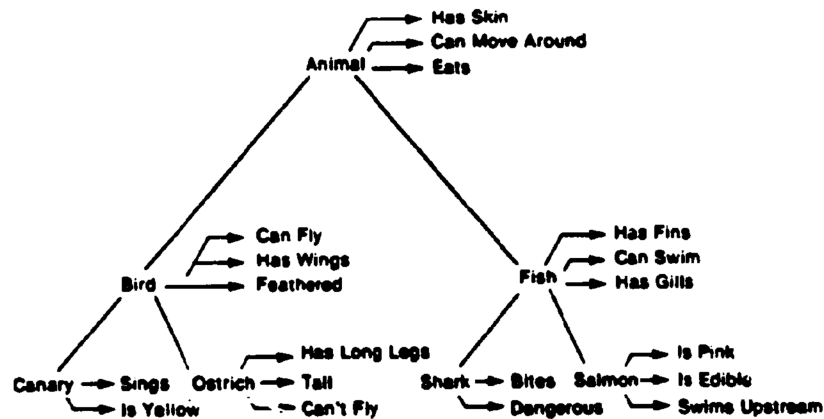 Has Skin
Can Move Around
Animal
Eats
Can Fly
Has Wings
Bird
Feathered
Has Fins
Can Swim
Fish
Has Gills
Has Long Legs
Is Pink
Canary
Sings
Ostrich
Tall
Shark
Bites
Salmon
Is Edible
Is Yellow
Can't Fly
Dangerous
Swims Upstream